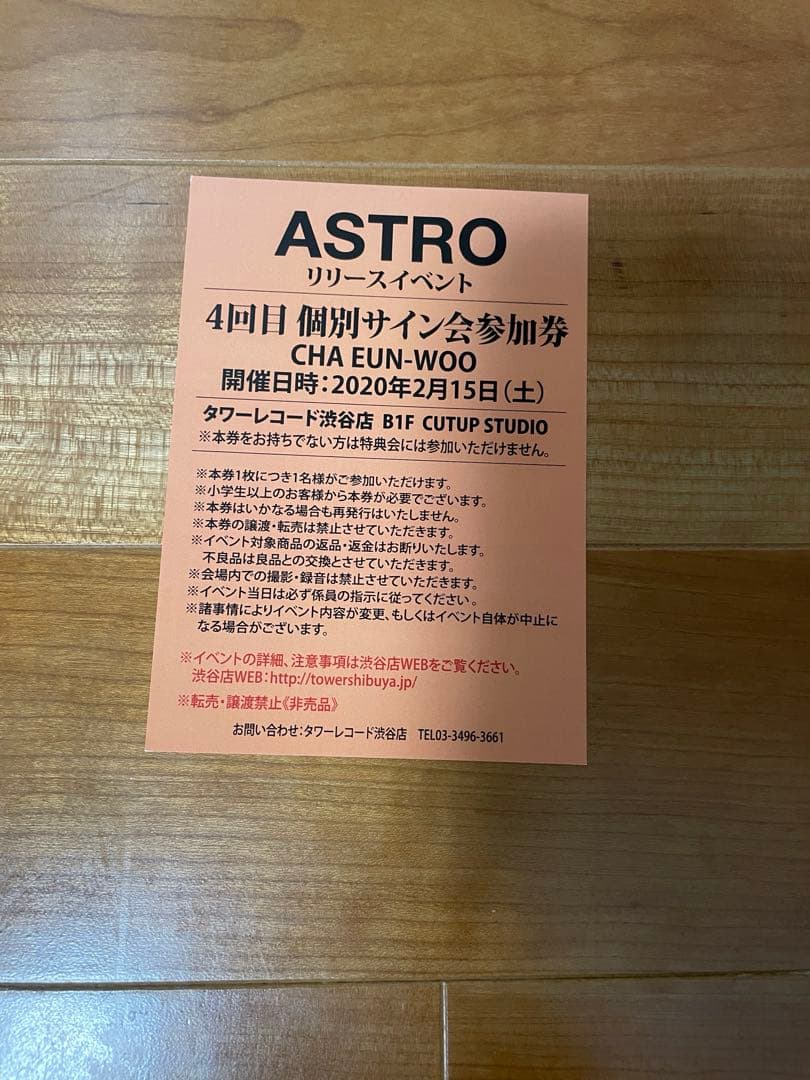 ASTRO
リリースイベント
4回目 個別サイン会参加券
CHA EUN-WOO
開催日時：2020年2月15日（土）
タワーレコード渋谷店 B1F CUTUP STUDIO
※本券をお持ちでない方は特典会には参加いただけません。
※本券1枚につき1名様がご参加いただけます。
※小学生以上のお客様から本券が必要でございます。
※本券はいかなる場合も再発行はいたしません。
※本券の譲渡・転売は禁止させていただきます。
※イベント対象商品の返品・返金はお断りいたします。
不良品は良品との交換とさせていただきます。
※会場内での撮影・録音は禁止させていただきます。
※イベント当日は必ず係員の指示に従ってください。
※諸事情によりイベント内容が変更、もしくはイベント自体が中止に
なる場合がございます。
※イベントの詳細、注意事項は渋谷店WEBをご覧ください。
渋谷店WEB：http://towershibuya.jp/
※転売・譲渡禁止《非売品》
お問い合わせ：タワーレコード渋谷店 TEL03-3496-3661